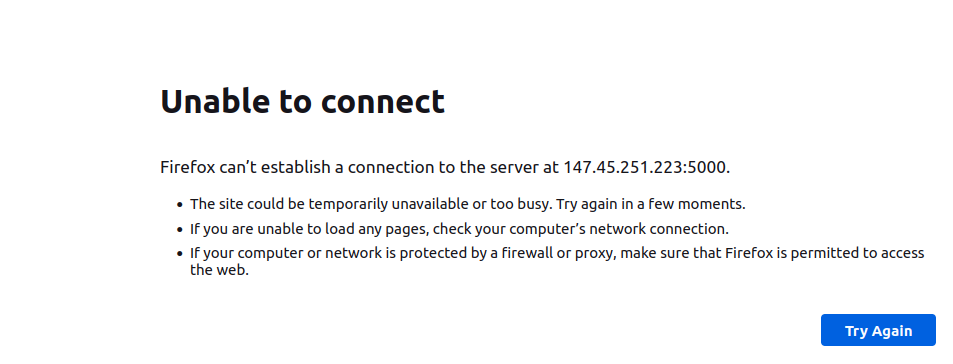 Unable to connect
Firefox can’t establish a connection to the server at 147.45.251.223:5000.
• The site could be temporarily unavailable or too busy. Try again in a few moments.
• If you are unable to load any pages, check your computer’s network connection.
• If your computer or network is protected by a firewall or proxy, make sure that Firefox is permitted to access
the web.
Try Again